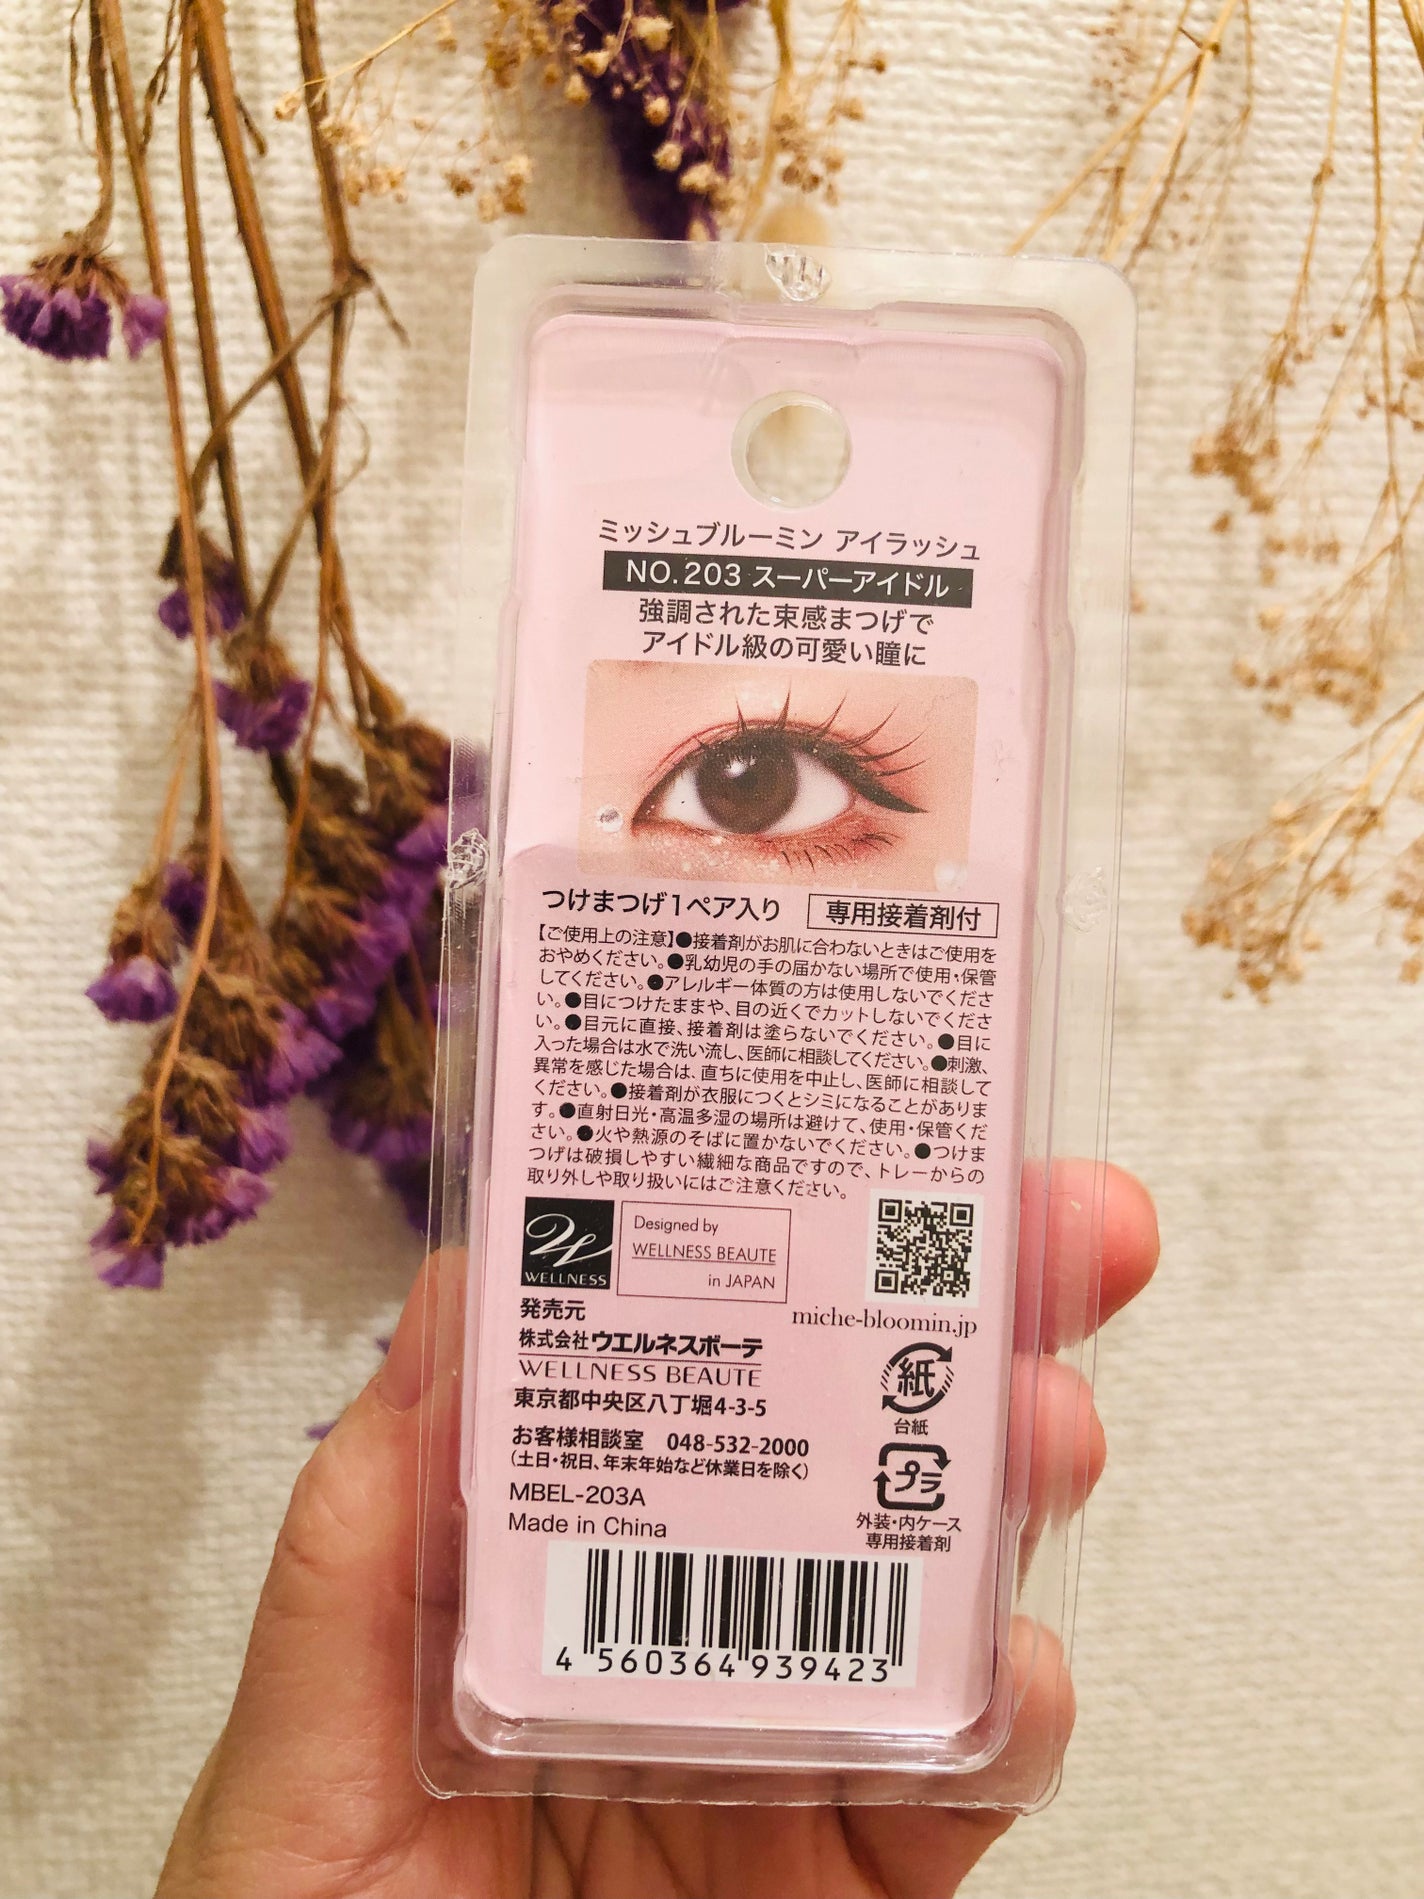 ミッシュブルーミン アイラッシュ
NO.203 スーパーアイドル
強調された束感まつげで
アイドル級の可愛い瞳に
つけまつげ1ペア入り 専用接着剤付
【ご使用上の注意】●接着剤がお肌に合わないときはご使用を
おやめください。●乳幼児の手の届かない場所で使用・保管
してください。●アレルギー体質の方は使用しないでくださ
い。●目につけたままや、目の近くでカットしないでくださ
い。●目元に直接、接着剤は塗らないでください。●目に
入った場合は水で洗い流し、医師に相談してください。●刺激、
異常を感じた場合は、直ちに使用を中止し、医師に相談して
ください。●接着剤が衣服につくとシミになることがありま
す。●直射日光・高温多湿の場所は避けて、使用・保管くだ
さい。●火や熱源のそばに置かないでください。●つけま
つげは破損しやすい繊細な商品ですので、トレーからの
取り外しや取り扱いにはご注意ください。
W
WELLNESS
Designed by
WELLNESS BEAUTE
in JAPAN
miche-bloomin.jp
発売元
株式会社ウエルネスボーテ
WELLNESS BEAUTE
東京都中央区八丁堀4-3-5
お客様相談室 048-532-2000
(土日・祝日、年末年始など休業日を除く)
MBEL-203A
Made in China
紙
台紙
プラ
外装・内ケース
専用接着剤
4 560364 939423